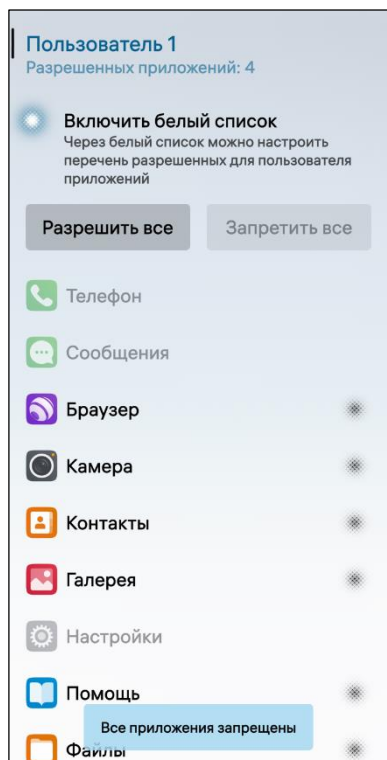 Пользователь 1
Разрешенных приложений: 4
Включить белый список
Через белый список можно настроить
перечень разрешенных для пользователя
приложений
Разрешить все
Запретить все
Телефон
Сообщения
Браузер
Камера
Контакты
Галерея
Настройки
Помощь
Все приложения запрещены
Файлы